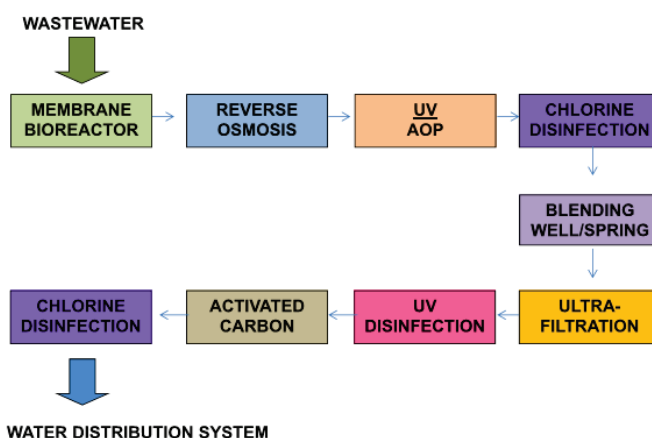 WASTEWATER
MEMBRANE
BIOREACTOR
REVERSE
OSMOSIS
UV
AOP
CHLORINE
DISINFECTION
BLENDING
WELL/SPRING
ULTRA-
FILTRATION
UV
DISINFECTION
ACTIVATED
CARBON
CHLORINE
DISINFECTION
WATER DISTRIBUTION SYSTEM